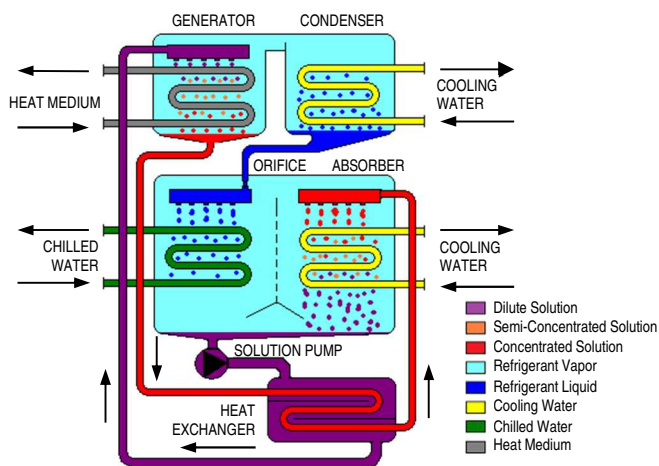 GENERATOR
CONDENSER
HEAT MEDIUM
COOLING
WATER
ORIFICE
ABSORBER
CHILLED
WATER
COOLING
WATER
SOLUTION PUMP
HEAT
EXCHANGER
Dilute Solution
Semi-Concentrated Solution
Concentrated Solution
Refrigerant Vapor
Refrigerant Liquid
Cooling Water
Chilled Water
Heat Medium